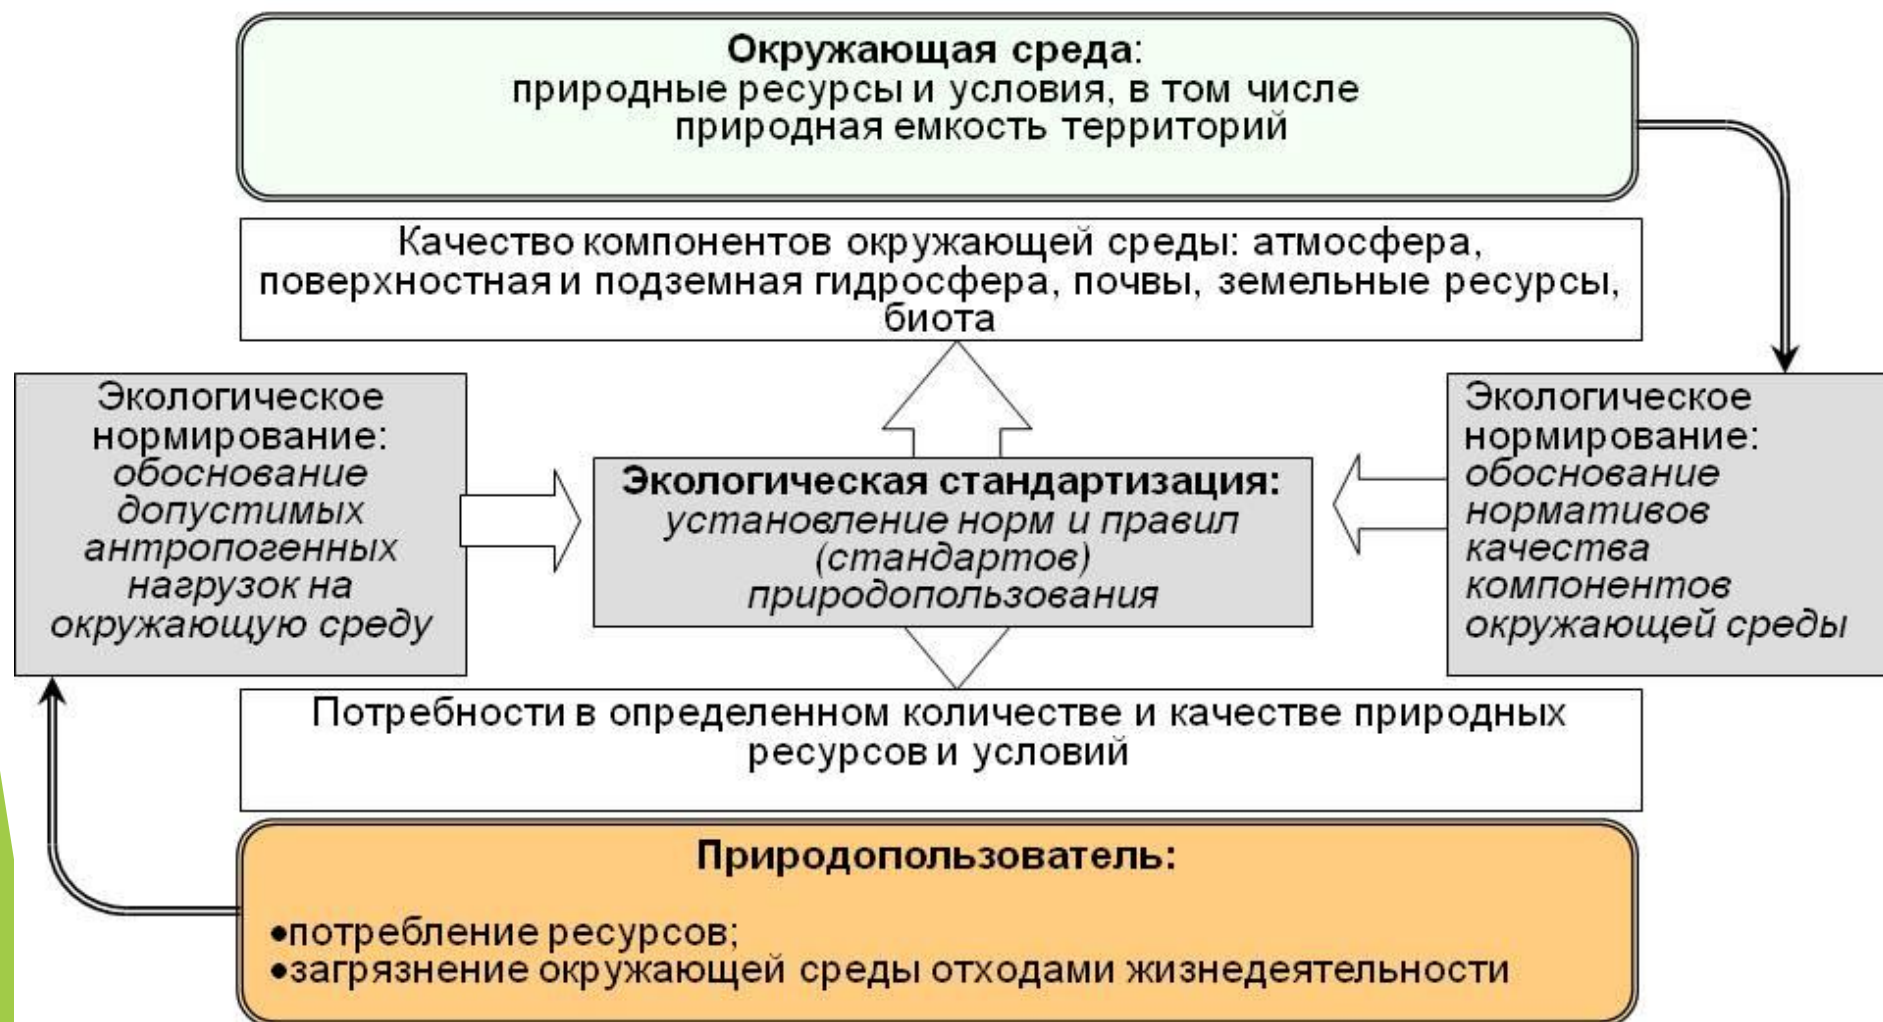 Окружающая среда:
природные ресурсы и условия, в том числе
природная емкость территорий
Качество компонентов окружающей среды: атмосфера,
поверхностная и подземная гидросфера, почвы, земельные ресурсы,
биота
Экологическое
нормирование:
обоснование
допустимых
антропогенных
нагрузок на
окружающую среду
Экологическая стандартизация:
установление норм и правил
(стандартов)
природопользования
Экологическое
нормирование:
обоснование
нормативов
качества
компонентов
окружающей среды
Потребности в определенном количестве и качестве природных
ресурсов и условий
Природопользователь:
•потребление ресурсов;
•загрязнение окружающей среды отходами жизнедеятельности